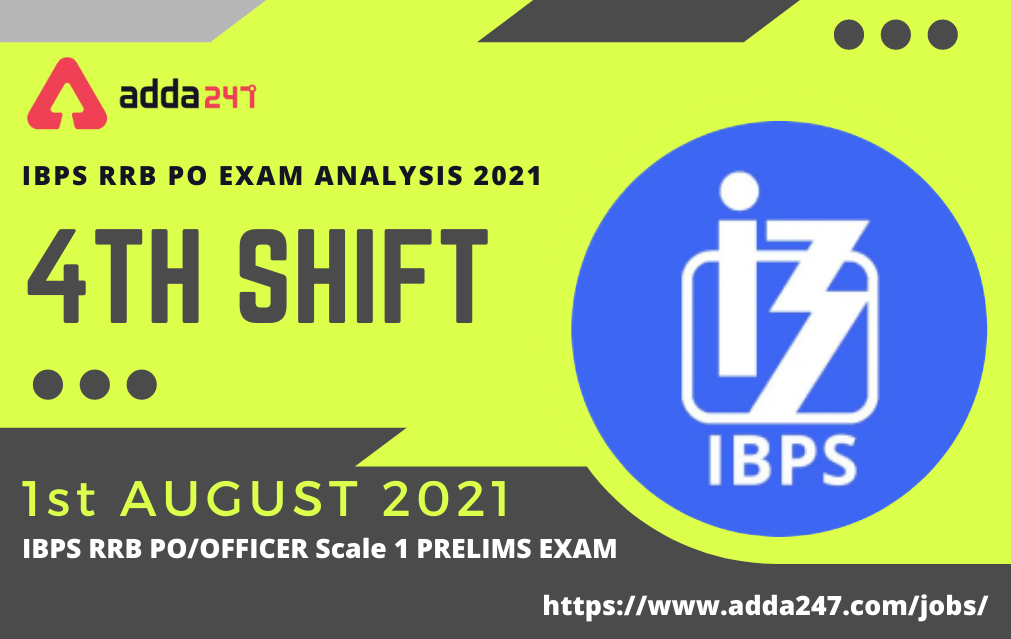 adda247
IBPS RRB PO EXAM ANALYSIS 2021
4TH SHIFT
IBPS
1st AUGUST 2021
IBPS RRB PO/OFFICER Scale 1 PRELIMS EXAM
https://www.adda247.com/jobs/